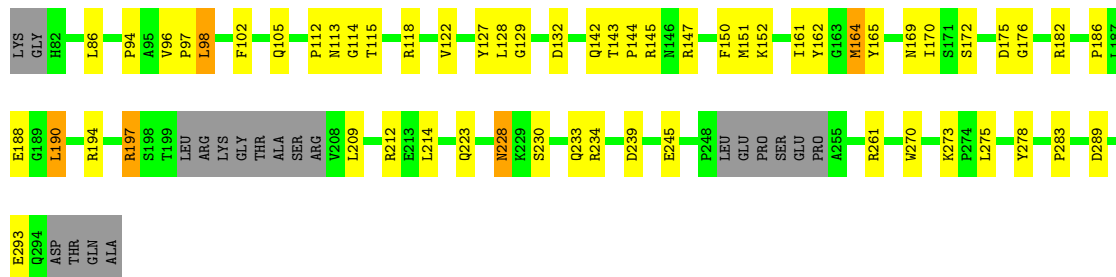 LYS GLY H82 L86 P94 A95 V96 P97 L98 F102 Q105 P112 N113 G114 T115 R118 V122 Y127 L128 G129 D132 Q142 T143 P144 R145 N146 R147 F150 M151 K152 I161 Y162 G163 M164 Y165 N169 I170 S171 S172 D175 G176 R182 P186 L187
E188 G189 L190 R194 R197 S198 T199 LEU ARG LYS GLY THR ALA SER ARG V208 L209 R212 E213 L214 Q223 N228 K229 S230 Q233 R234 D239 E245 P248 LEU GLU PRO SER GLU PRO A255 R261 W270 K273 P274 L275 Y278 P283 D289
E293 Q294 ASP THR GLN ALA